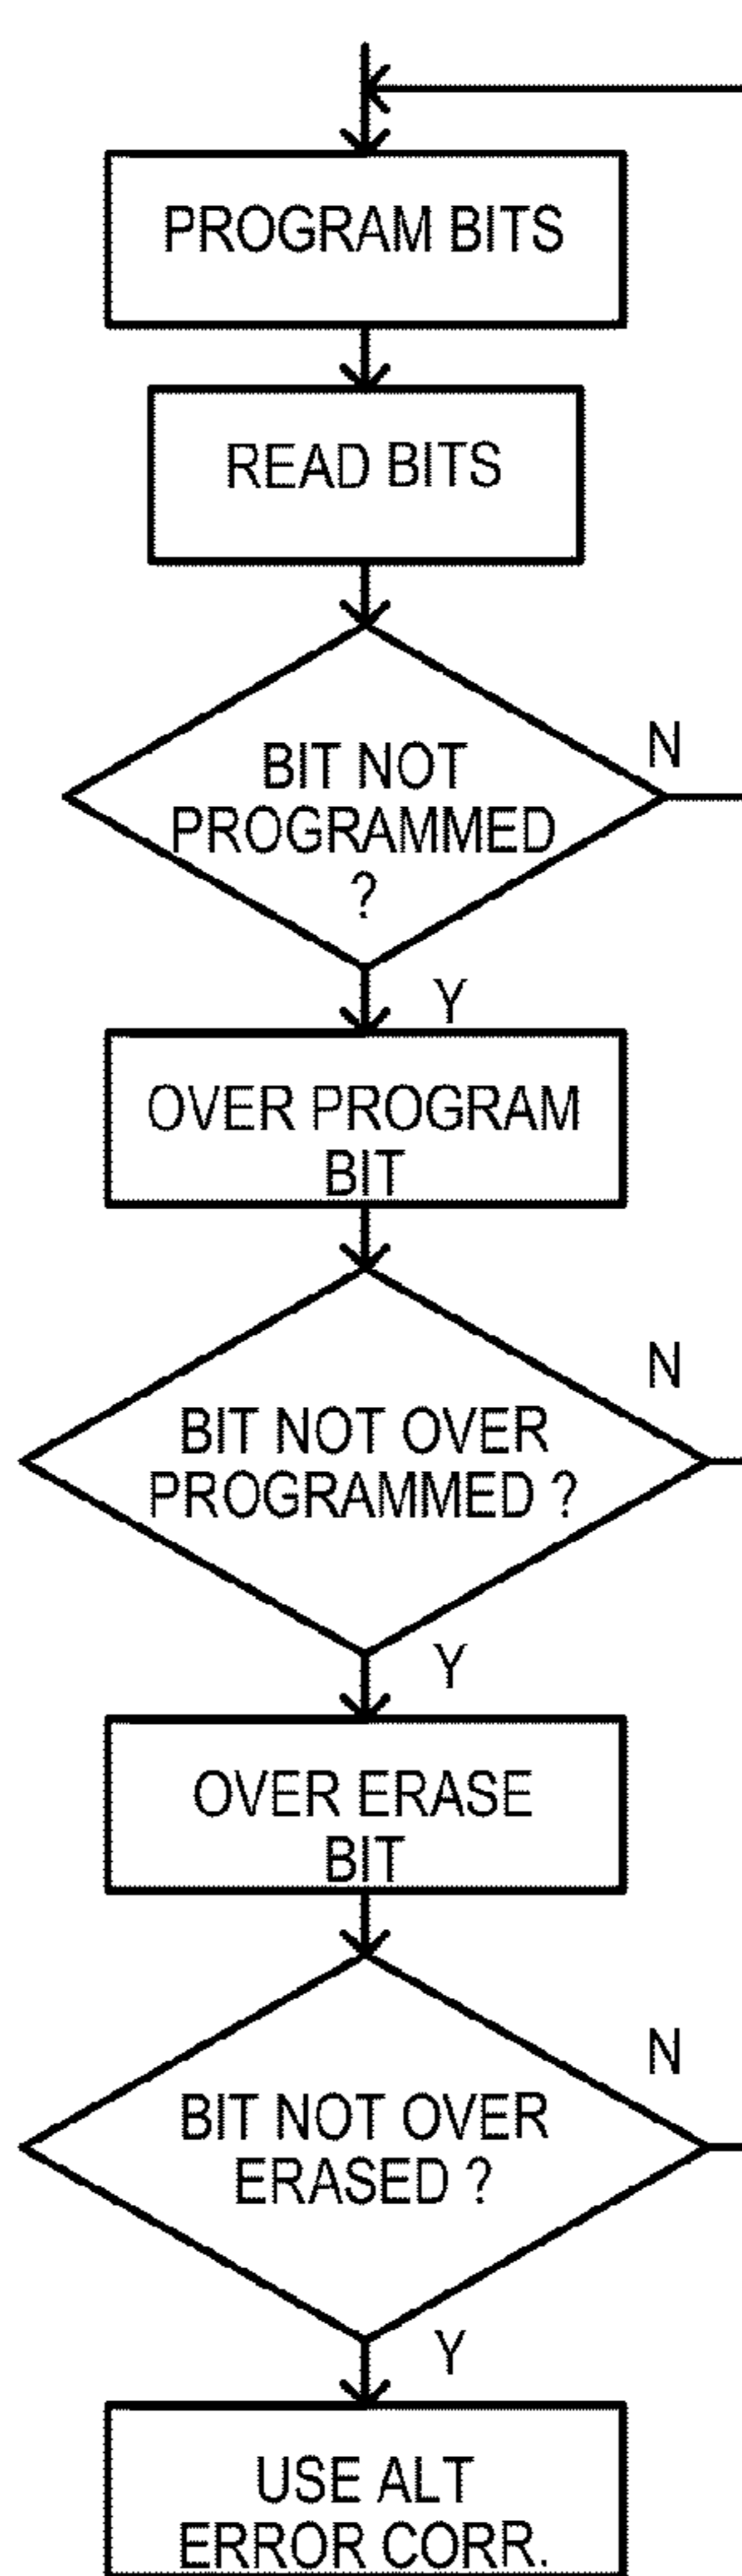 PROGRAM BITS
READ BITS
BIT NOT
PROGRAMMED
?
N
Y
OVER PROGRAM
BIT
BIT NOT OVER
PROGRAMMED ?
N
Y
OVER ERASE
BIT
BIT NOT OVER
ERASED ?
N
Y
USE ALT
ERROR CORR.